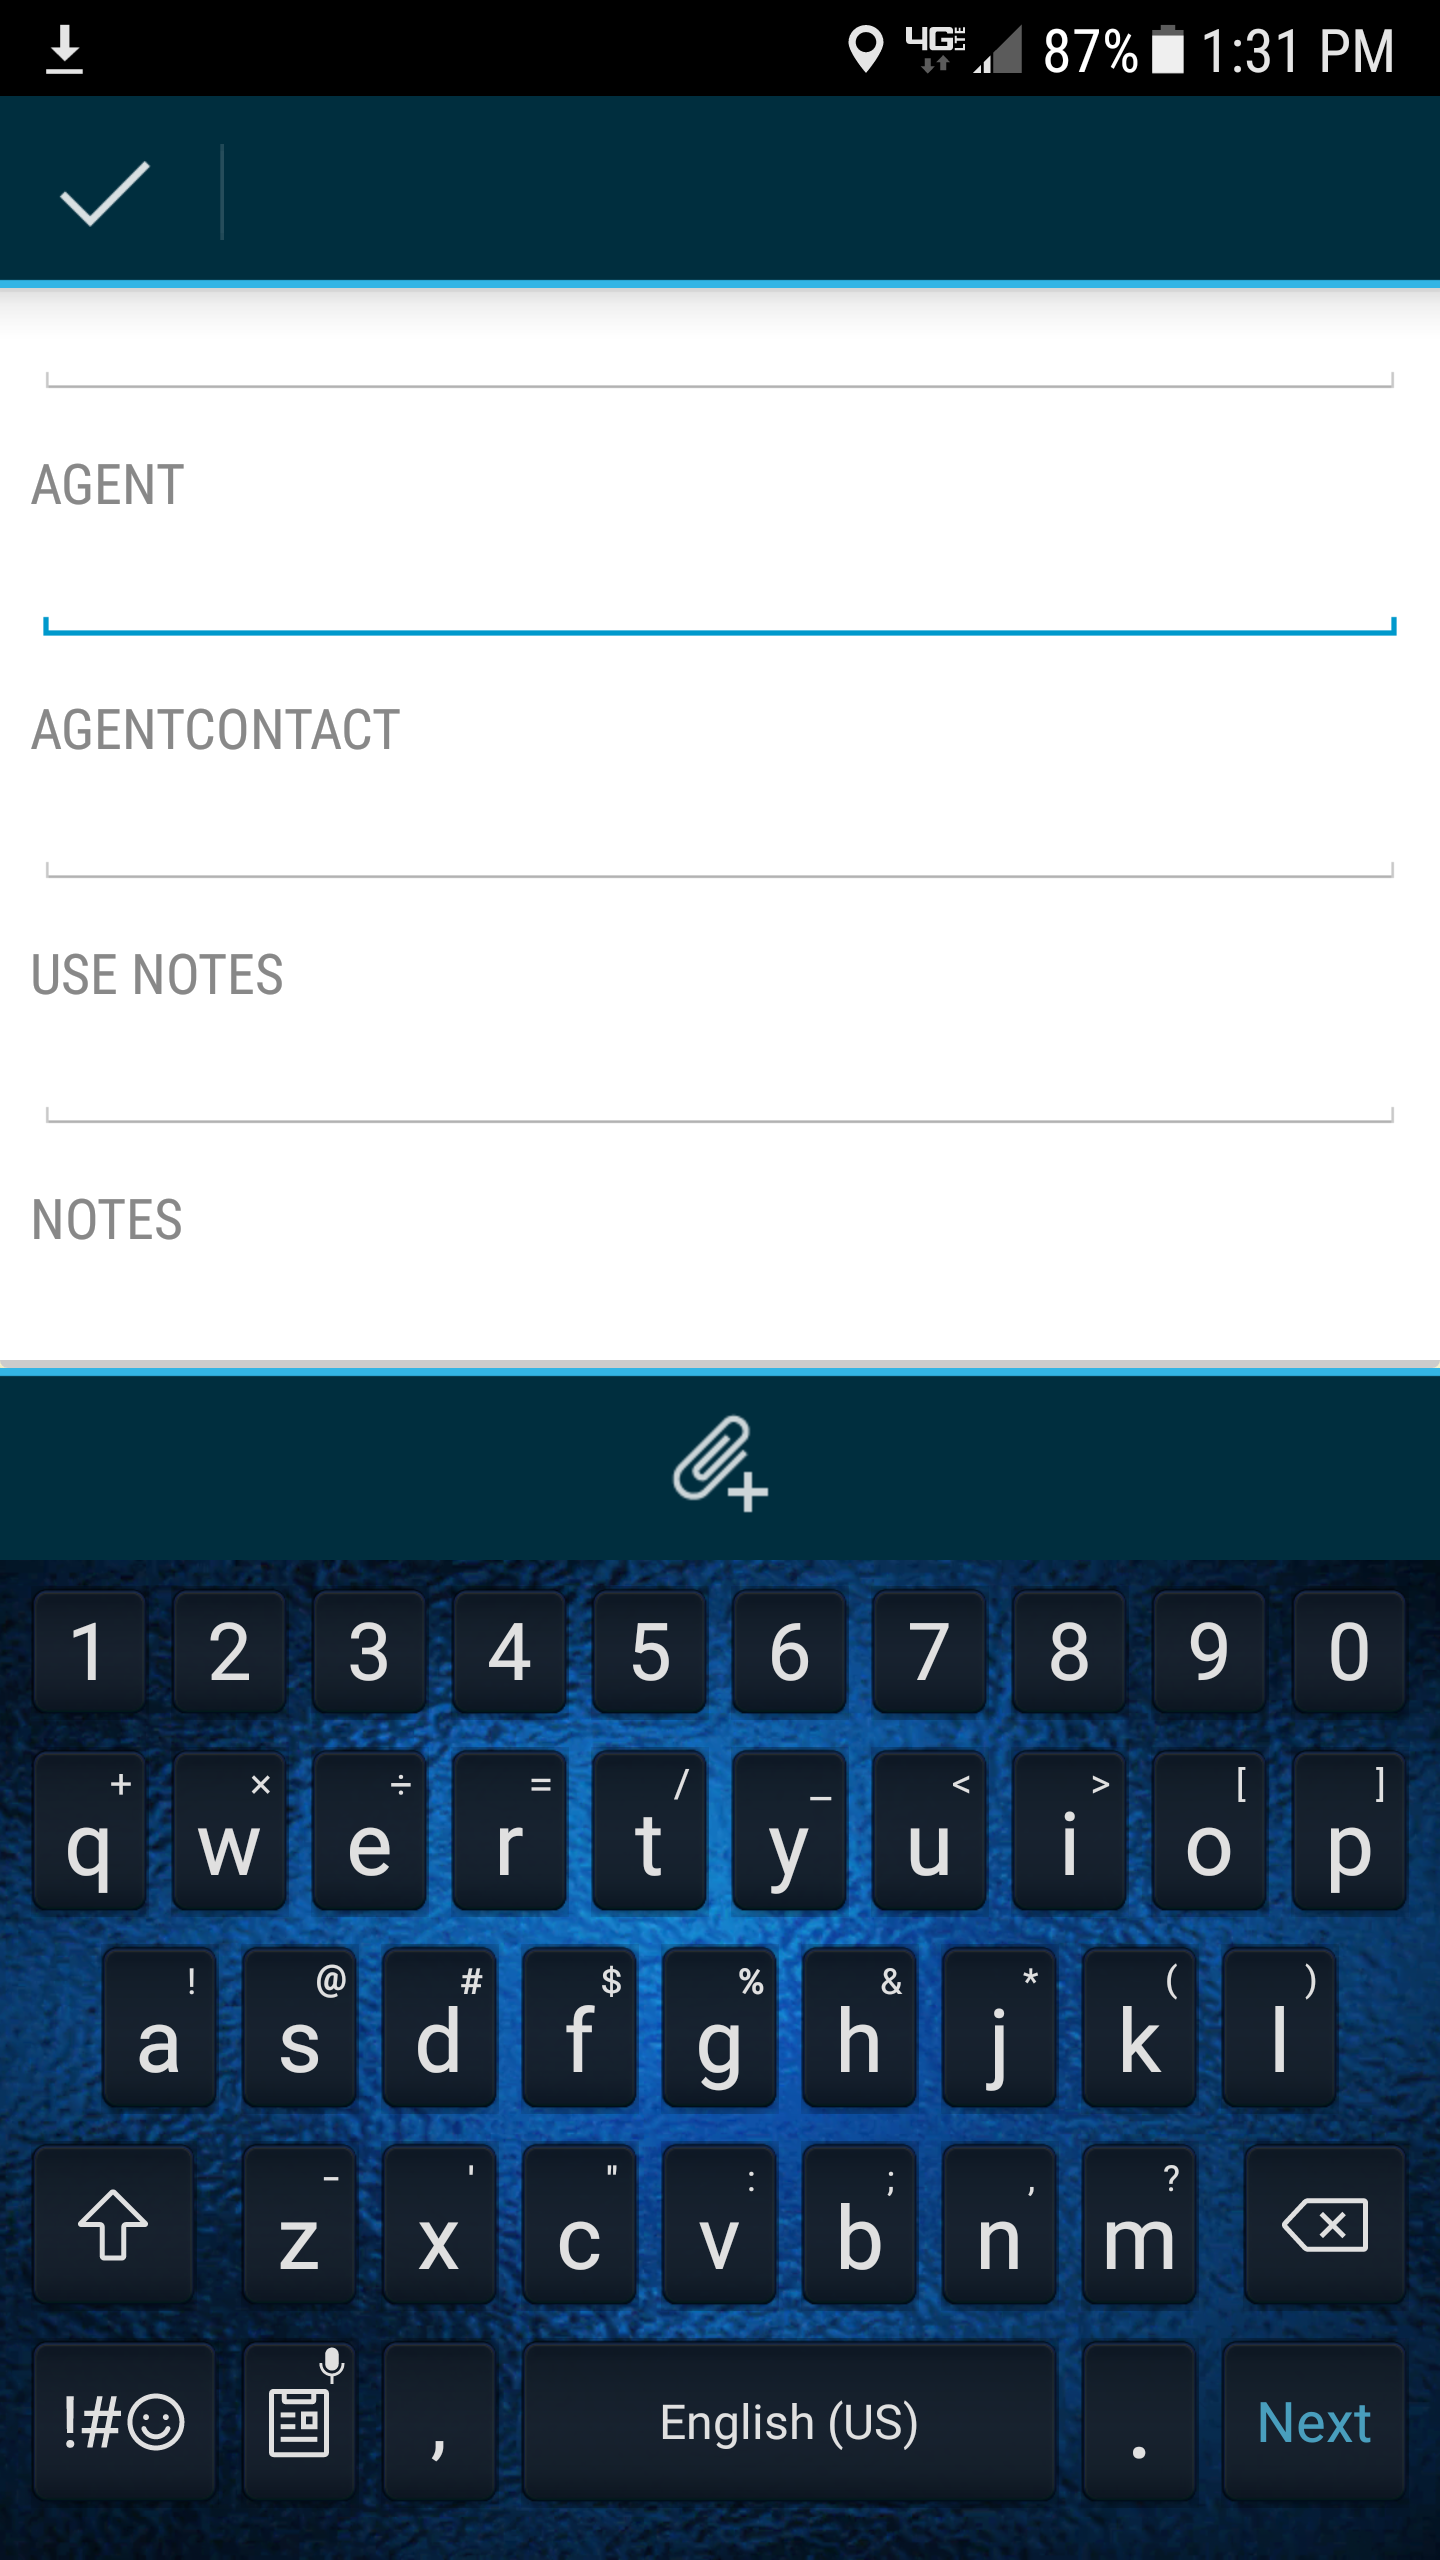 4G LTE 87% 1:31 PM
AGENT
AGENTCONTACT
USE NOTES
NOTES
1 2 3 4 5 6 7 8 9 0
+ × ÷ = / _ < > [ ]
q w e r t y u i o p
! @ # $ % & * ( )
a s d f g h j k l
- ' " : ; , ?
z x c v b n m
!#☺ , English (US) . Next